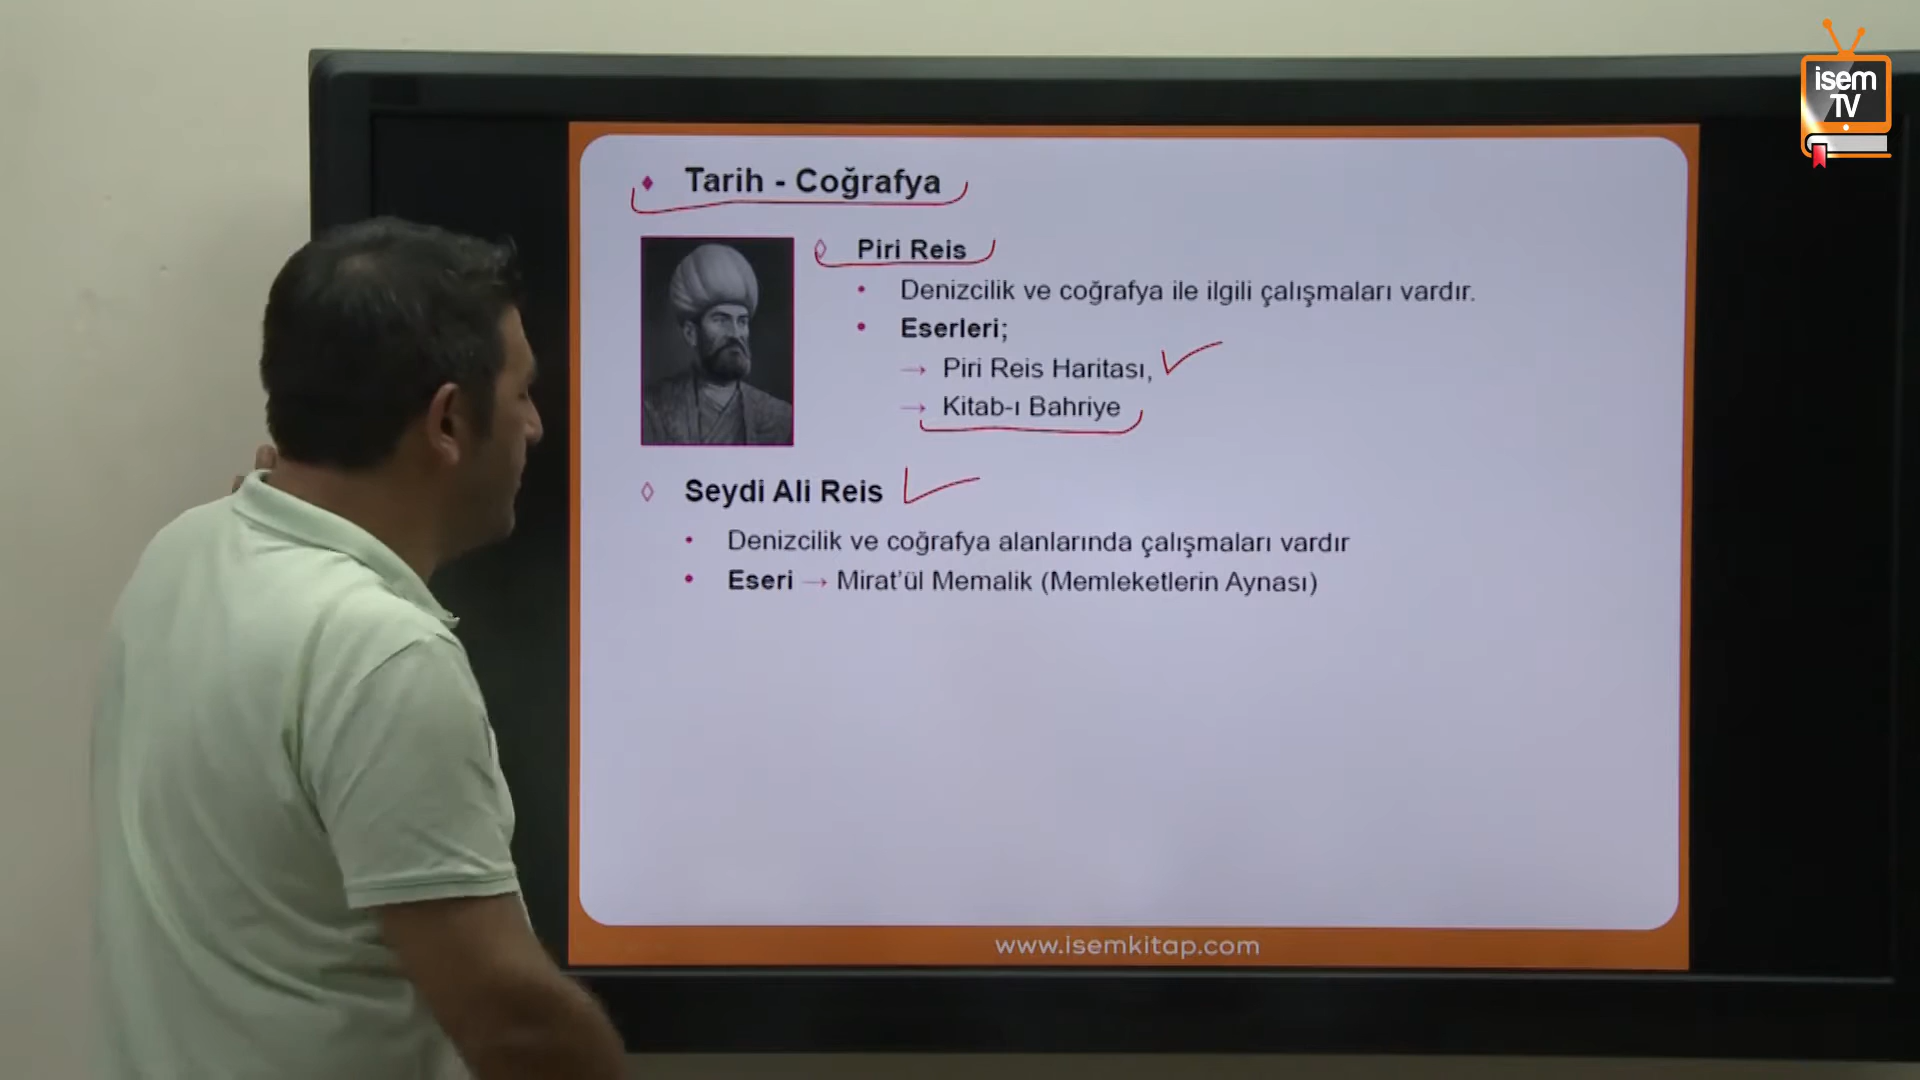 isem
TV
Tarih - Coğrafya
Piri Reis
Denizcilik ve coğrafya ile ilgili çalışmaları vardır.
Eserleri;
→ Piri Reis Haritası,
→ Kitab-ı Bahriye
Seydi Ali Reis
Denizcilik ve coğrafya alanlarında çalışmaları vardır
Eseri → Mirat'ül Memalik (Memleketlerin Aynası)
www.isemkitap.com